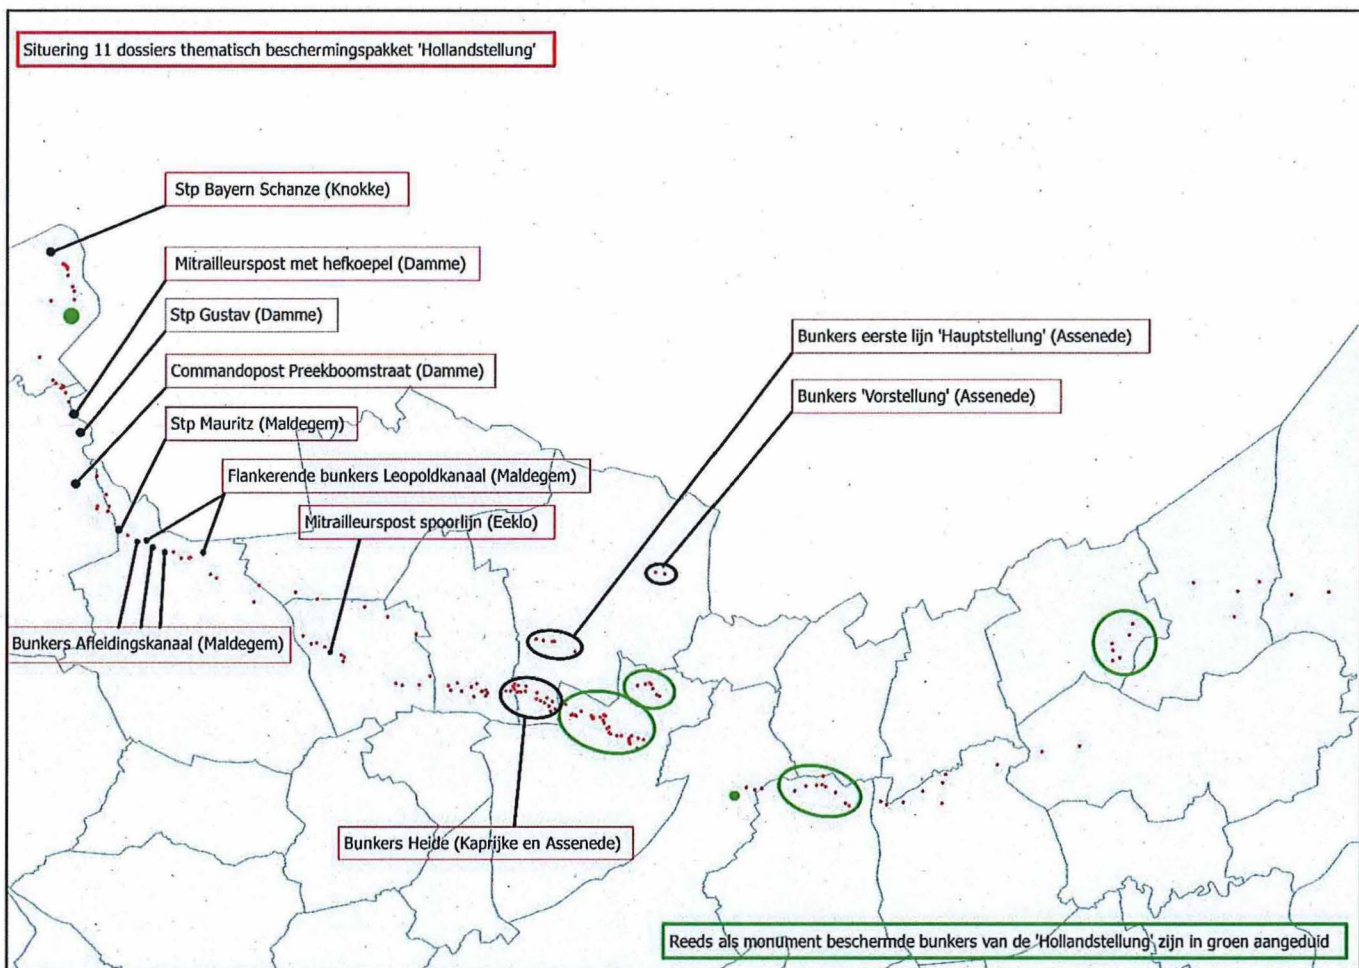 Situering 11 dossiers thematisch beschermingspakket 'Hollandstellung'
Stp Bayern Schanze (Knokke)
Mitrailleurspost met hefkoepel (Damme)
Stp Gustav (Damme)
Commandopost Preekboomstraat (Damme)
Stp Mauritz (Maldegem)
Flankerende bunkers Leopoldkanaal (Maldegem)
Mitrailleurspost spoorlijn (Eeklo)
Bunkers eerste lijn 'Hauptstellung' (Assenede)
Bunkers 'Vorstellung' (Assenede)
Bunkers Afleidingskanaal (Maldegem)
Bunkers Heide (Kaprijke en Assenede)
Reeds als monument beschermde bunkers van de 'Hollandstellung' zijn in groen aangeduid